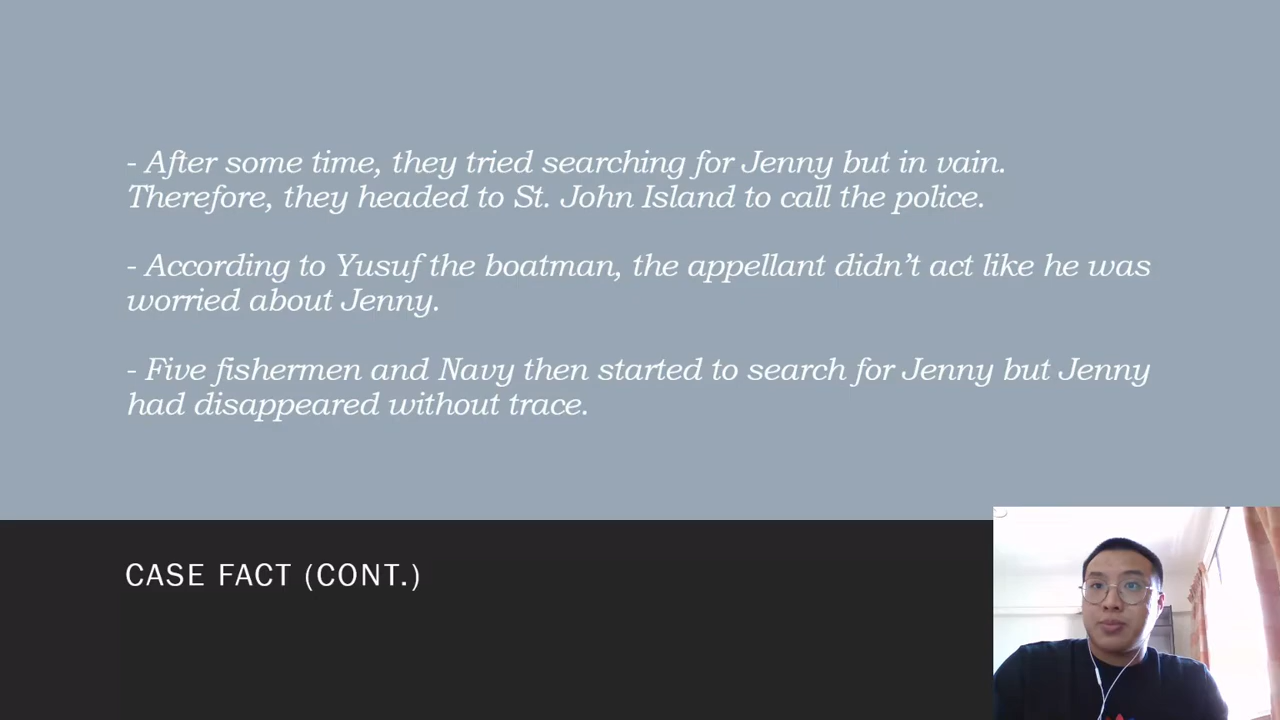 - After some time, they tried searching for Jenny but in vain.
Therefore, they headed to St. John Island to call the police.
- According to Yusuf the boatman, the appellant didn’t act like he was
worried about Jenny.
- Five fishermen and Navy then started to search for Jenny but Jenny
had disappeared without trace.
CASE FACT (CONT.)